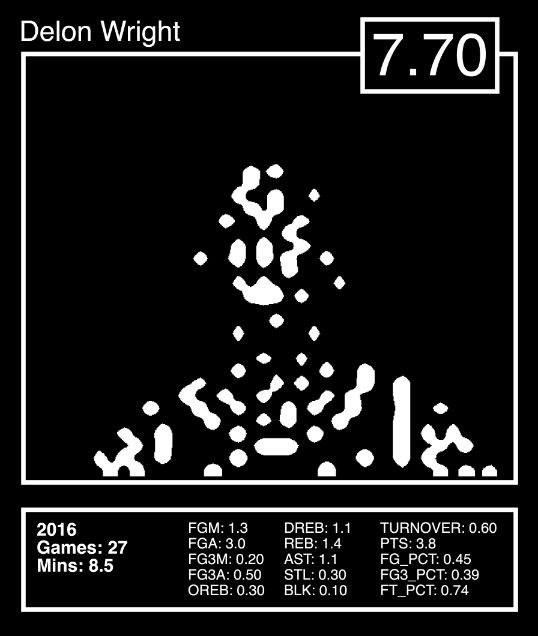 Delon Wright
7.70
2016
Games: 27
Mins: 8.5
FGM: 1.3
FGA: 3.0
FG3M: 0.20
FG3A: 0.50
OREB: 0.30
DREB: 1.1
REB: 1.4
AST: 1.1
STL: 0.30
BLK: 0.10
TURNOVER: 0.60
PTS: 3.8
FG_PCT: 0.45
FG3_PCT: 0.39
FT_PCT: 0.74